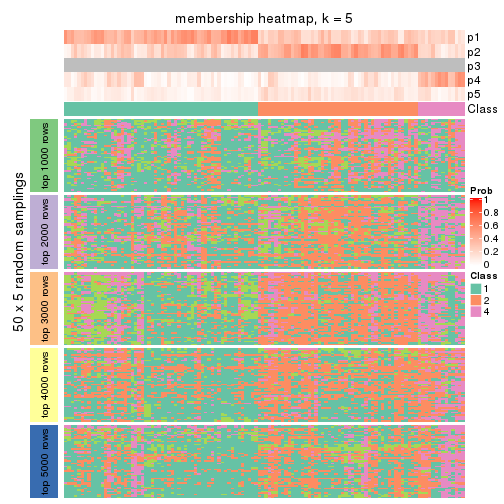 membership heatmap, k = 5
p1
p2
p3
p4
p5
Class
50 x 5 random samplings
top 1000 rows
top 2000 rows
top 3000 rows
top 4000 rows
top 5000 rows
Prob
1
0.8
0.6
0.4
0.2
0
Class
1
2
4